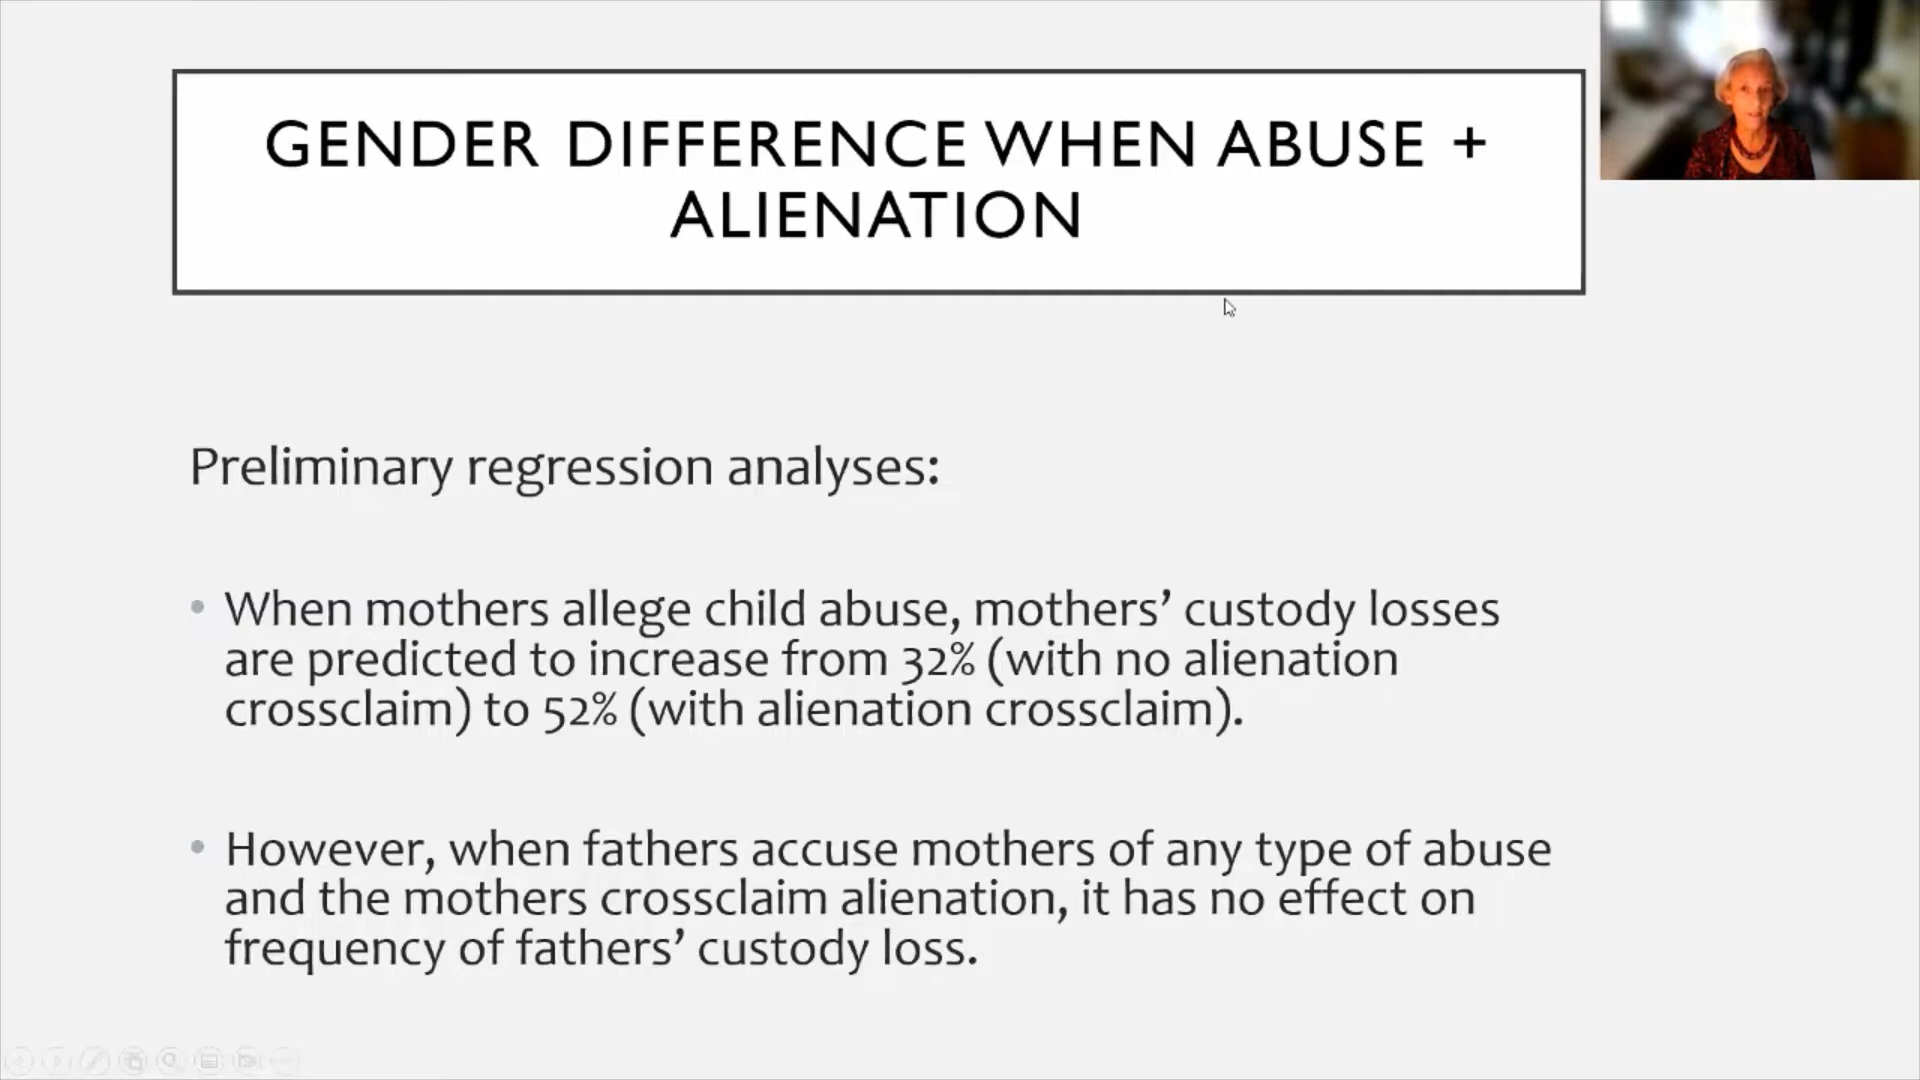 GENDER DIFFERENCE WHEN ABUSE +
ALIENATION
Preliminary regression analyses:
• When mothers allege child abuse, mothers’ custody losses
are predicted to increase from 32% (with no alienation
crossclaim) to 52% (with alienation crossclaim).
• However, when fathers accuse mothers of any type of abuse
and the mothers crossclaim alienation, it has no effect on
frequency of fathers’ custody loss.